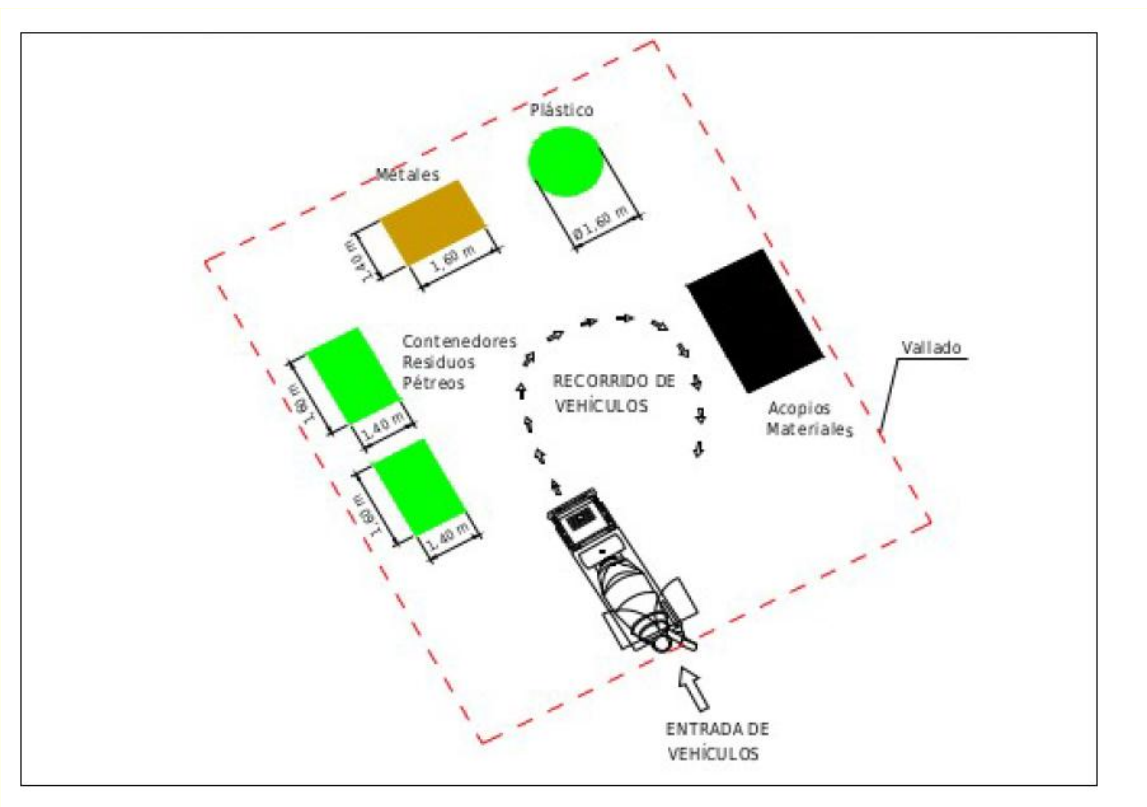 Plástico
Metales
Ø1,60 m
1,40 m
1,60 m
Contenedores
Residuos
Pétreos
1,60 m
1,40 m
1,60 m
1,40 m
RECORRIDO DE
VEHÍCULOS
Vallado
Acopios
Materiales
ENTRADA DE
VEHÍCULOS